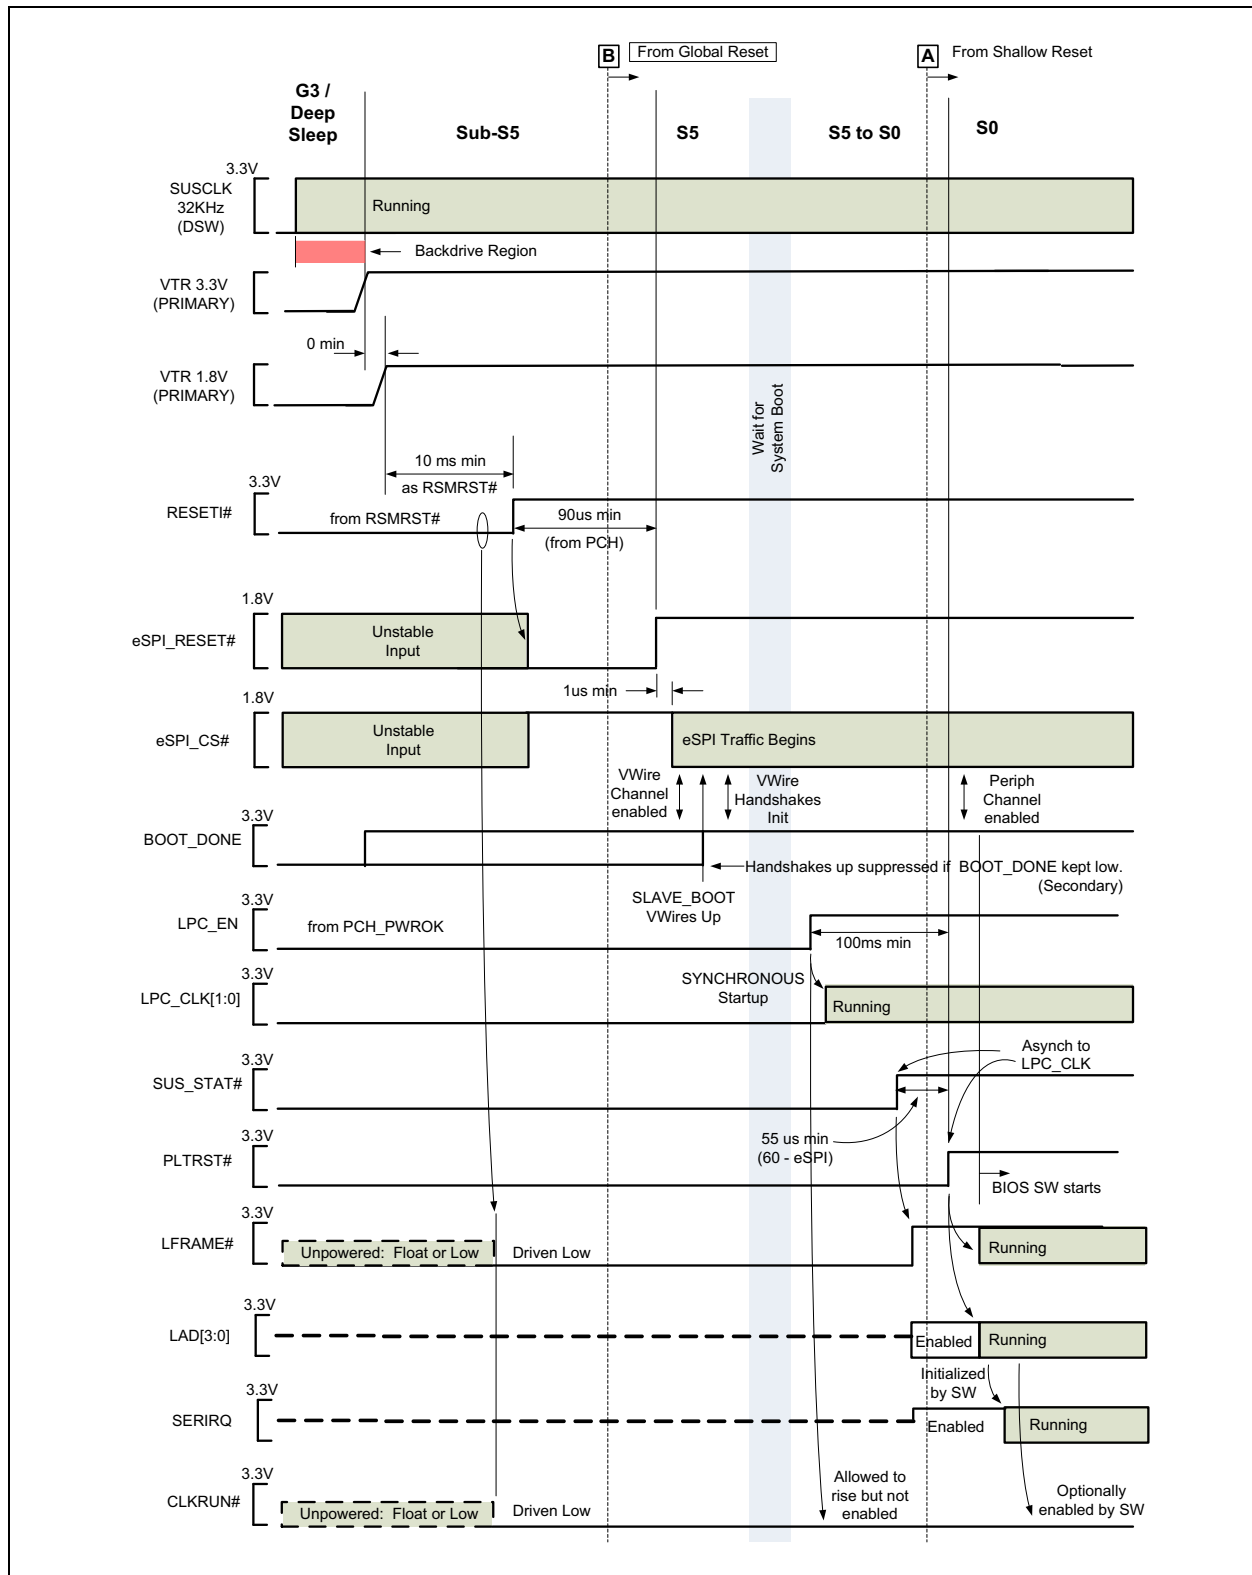 B
From Global Reset
A
From Shallow Reset
G3 /
Deep
Sleep
Sub-S5
S5
S5 to S0
S0
3.3V
SUSCLK
32KHz
(DSW)
Running
Backdrive Region
VTR 3.3V
(PRIMARY)
0 min
VTR 1.8V
(PRIMARY)
Wait for
System Boot
10 ms min
as RSMRST#
3.3V
RESETI#
from RSMRST#
90us min
(from PCH)
1.8V
eSPI_RESET#
Unstable
Input
1us min
1.8V
eSPI_CS#
Unstable
Input
eSPI Traffic Begins
VWire
Channel
enabled
VWire
Handshakes
Init
Periph
Channel
enabled
3.3V
BOOT_DONE
Handshakes up suppressed if BOOT_DONE kept low.
(Secondary)
SLAVE_BOOT
VWires Up
3.3V
LPC_EN
from PCH_PWROK
100ms min
3.3V
LPC_CLK[1:0]
SYNCHRONOUS
Startup
Running
Asynch to
LPC_CLK
3.3V
SUS_STAT#
55 us min
(60 - eSPI)
3.3V
PLTRST#
BIOS SW starts
3.3V
LFRAME#
Unpowered: Float or Low
Driven Low
Running
3.3V
LAD[3:0]
Enabled
Running
Initialized
by SW
3.3V
SERIRQ
Enabled
Running
3.3V
CLKRUN#
Unpowered: Float or Low
Driven Low
Allowed to
rise but not
enabled
Optionally
enabled by SW